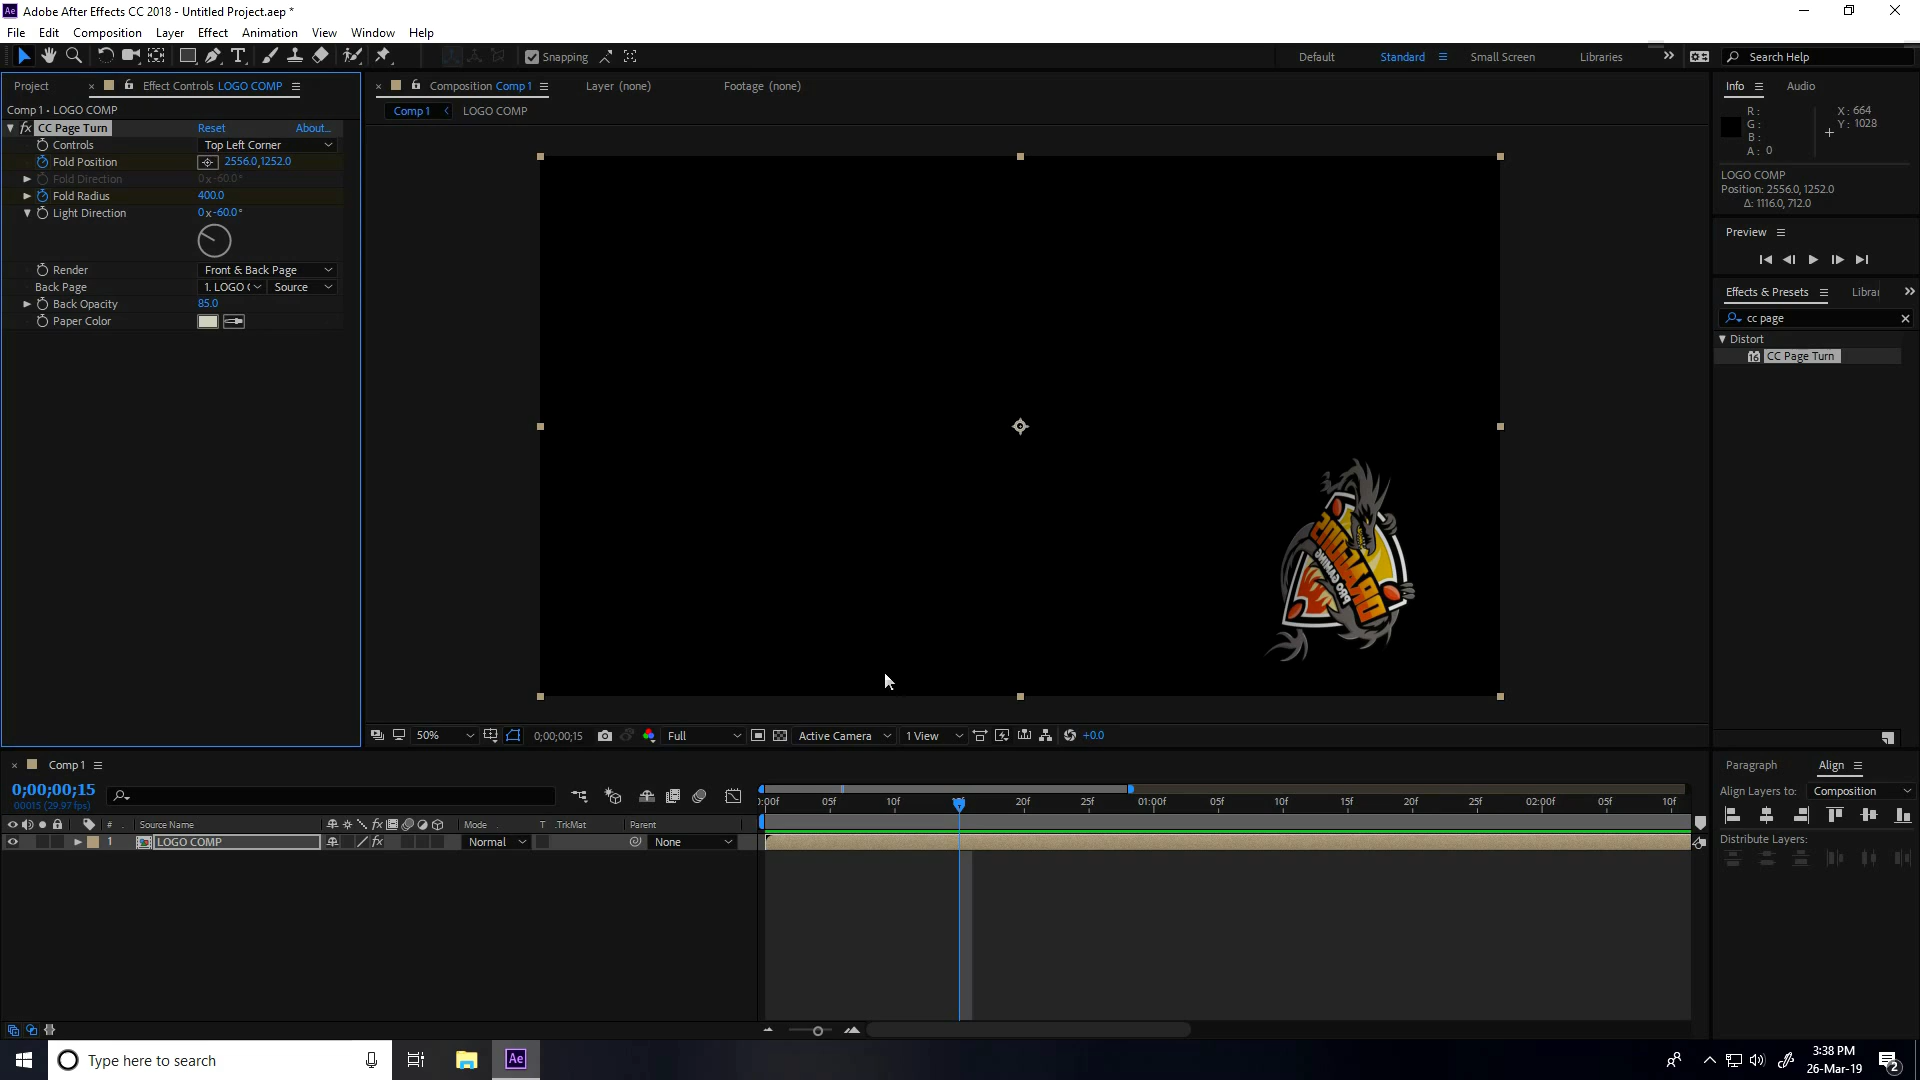 Adobe After Effects CC 2018 - Untitled Project.aep *
File Edit Composition Layer Effect Animation View Window Help
Snapping Default Standard Small Screen Libraries Search Help
Project Effect Controls LOGO COMP
Composition Comp 1 Layer (none) Footage (none)
Info Audio
Comp 1 • LOGO COMP
Comp 1 LOGO COMP
R: X: 664
G: Y: 1028
B:
A: 0
fx CC Page Turn Reset About...
Controls Top Left Corner
Fold Position 2556.0,1252.0
Fold Direction 0x-60.0°
Fold Radius 400.0
Light Direction 0x-60.0°
Render Front & Back Page
Back Page 1. LOGO ( Source
Back Opacity 85.0
Paper Color
LOGO COMP
Position: 2556.0, 1252.0
Δ: 1116.0, 712.0
Preview
Effects & Presets Librar
cc page
Distort
CC Page Turn
DRAGONS
PRO GAMING
50% 0;00;00;15 Full Active Camera 1 View +0.0
Comp 1
0;00;00;15
00015 (29.97 fps)
# Source Name fx Mode T .TrkMat Parent
1 LOGO COMP fx Normal None
:00f 05f 10f 20f 25f 01:00f 05f 10f 15f 20f 25f 02:00f 05f 10f
Paragraph Align
Align Layers to: Composition
Distribute Layers:
Type here to search
Ae
3:38 PM
26-Mar-19
2